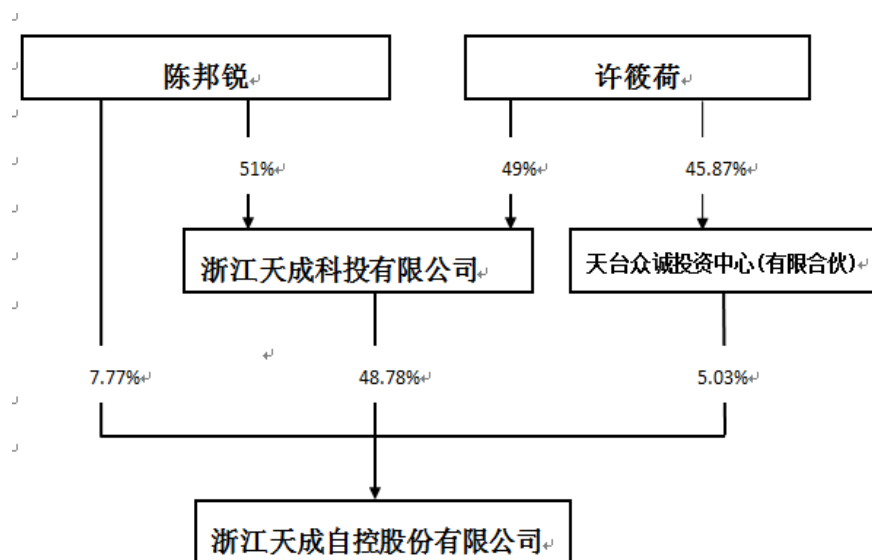 陈邦锐
许筱荷
51%
49%
45.87%
浙江天成科投有限公司
天台众诚投资中心(有限合伙)
7.77%
48.78%
5.03%
浙江天成自控股份有限公司